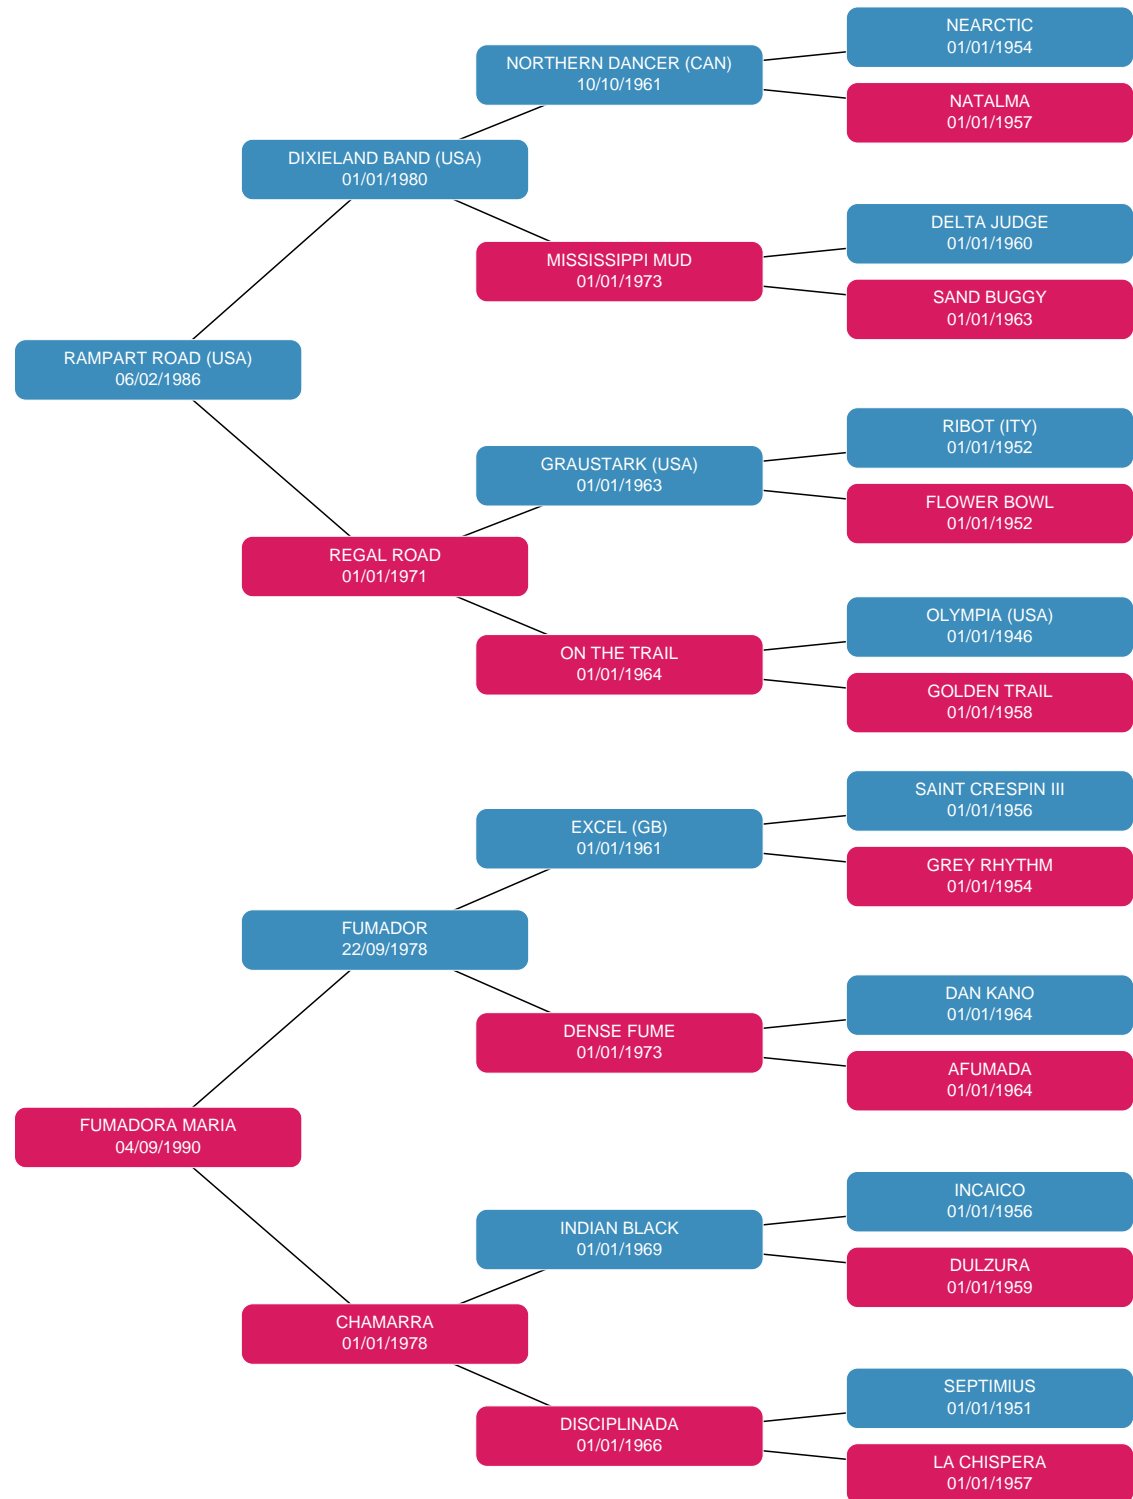 NEARCTIC
01/01/1954
NORTHERN DANCER (CAN)
10/10/1961
NATALMA
01/01/1957
DIXIELAND BAND (USA)
01/01/1980
DELTA JUDGE
01/01/1960
MISSISSIPPI MUD
01/01/1973
SAND BUGGY
01/01/1963
RAMPART ROAD (USA)
06/02/1986
RIBOT (ITY)
01/01/1952
GRAUSTARK (USA)
01/01/1963
FLOWER BOWL
01/01/1952
REGAL ROAD
01/01/1971
OLYMPIA (USA)
01/01/1946
ON THE TRAIL
01/01/1964
GOLDEN TRAIL
01/01/1958
SAINT CRESPIN III
01/01/1956
EXCEL (GB)
01/01/1961
GREY RHYTHM
01/01/1954
FUMADOR
22/09/1978
DAN KANO
01/01/1964
DENSE FUME
01/01/1973
AFUMADA
01/01/1964
FUMADORA MARIA
04/09/1990
INCAICO
01/01/1956
INDIAN BLACK
01/01/1969
DULZURA
01/01/1959
CHAMARRA
01/01/1978
SEPTIMIUS
01/01/1951
DISCIPLINADA
01/01/1966
LA CHISPERA
01/01/1957